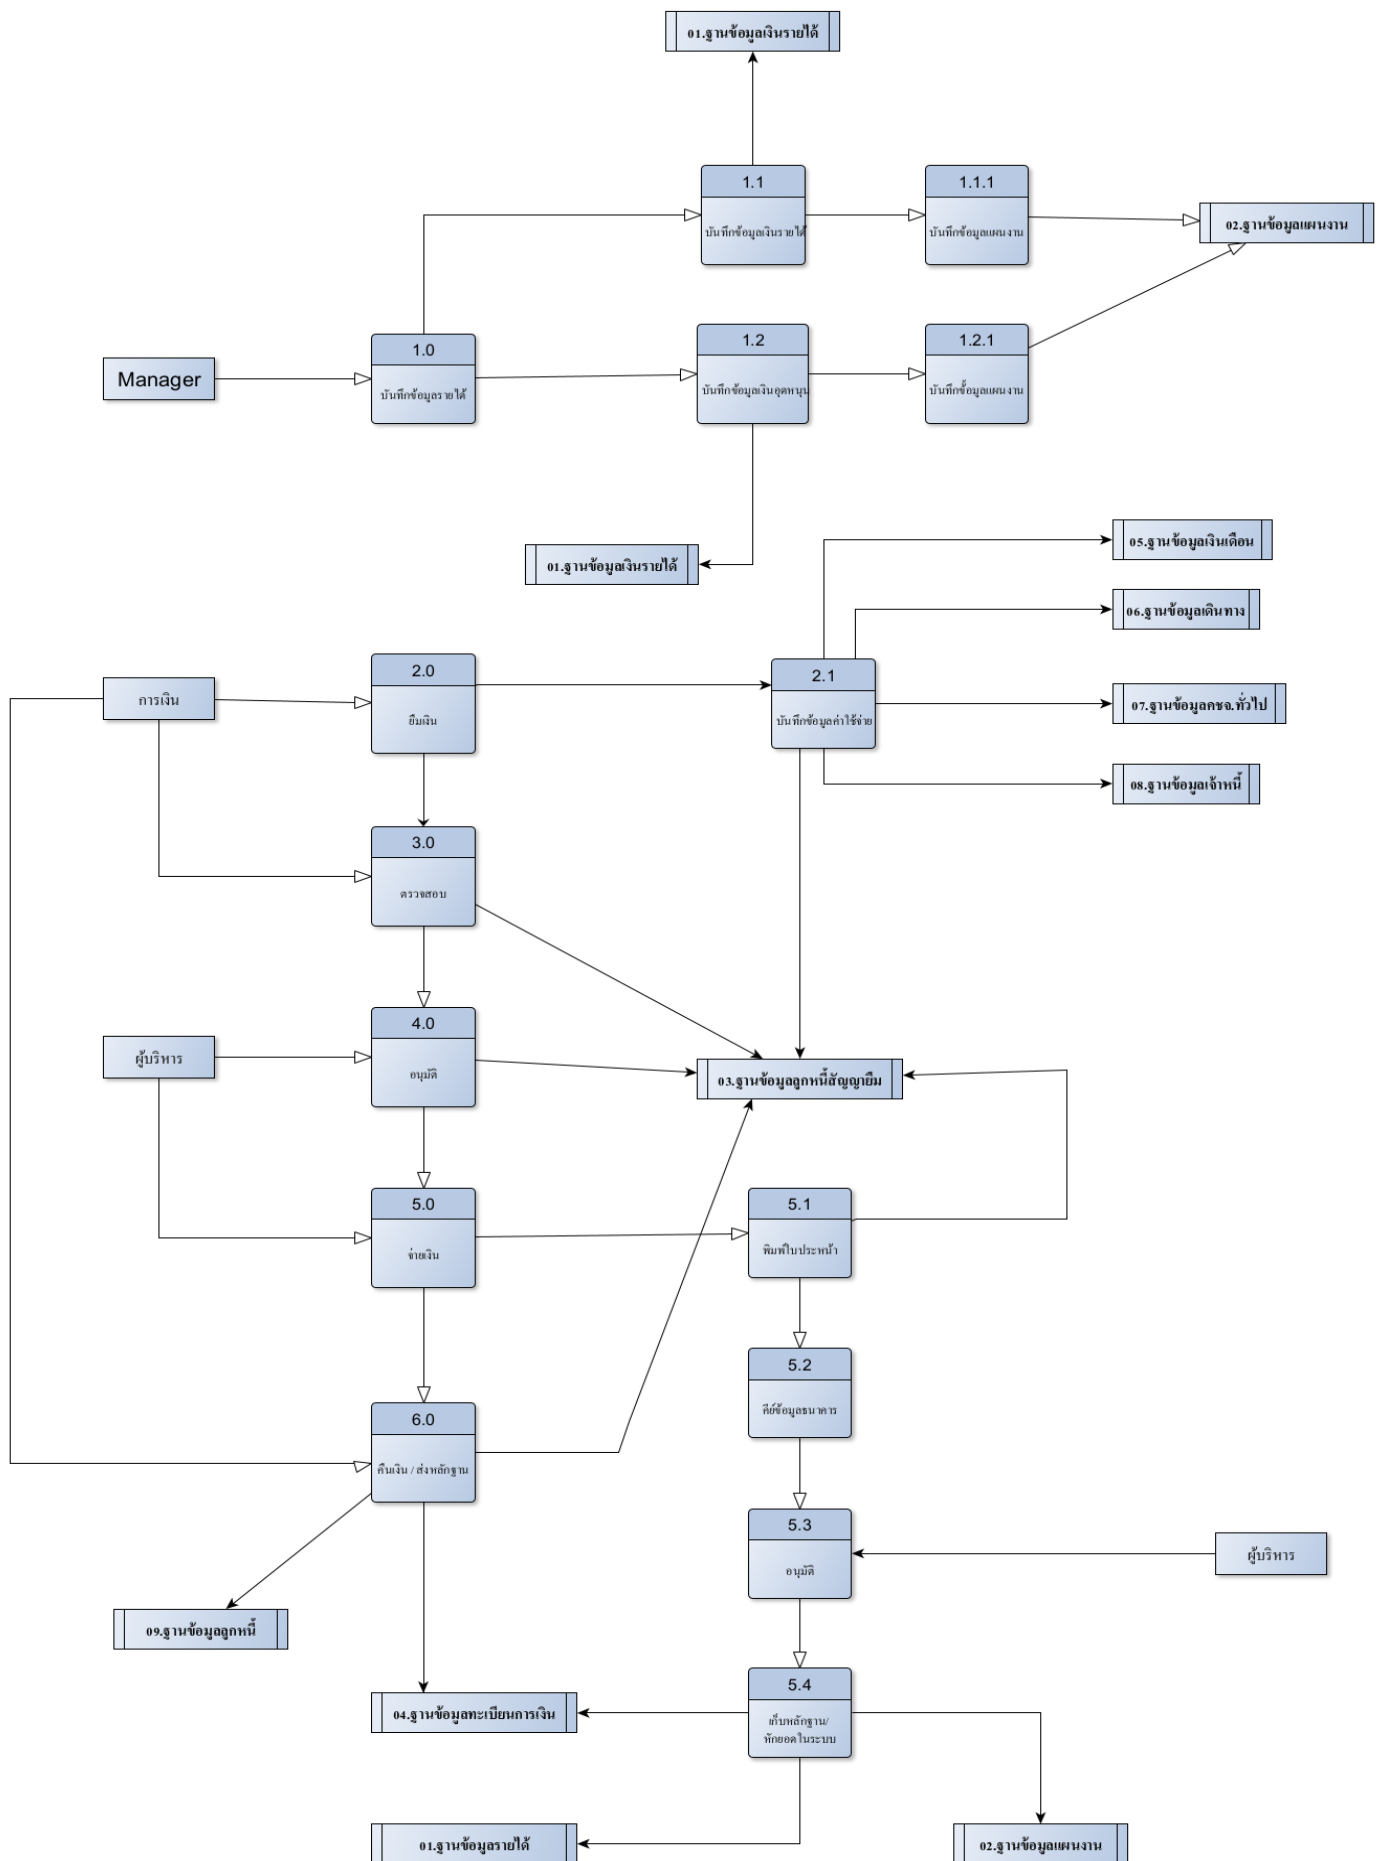 01.ฐานข้อมูลเงินรายได้
1.1
บันทึกข้อมูลเงินรายได้
1.1.1
บันทึกข้อมูลแผนงาน
02.ฐานข้อมูลแผนงาน
Manager
1.0
บันทึกข้อมูลรายได้
1.2
บันทึกข้อมูลเงินอุดหนุน
1.2.1
บันทึกข้ัอมูลแผนงาน
01.ฐานข้อมูลเงินรายได้
05.ฐานข้อมูลเงินเดือน
06.ฐานข้อมูลเดินทาง
การเงิน
2.0
ยืมเงิน
2.1
บันทึกข้อมูลค่าใช้จ่าย
07.ฐานข้อมูลคชจ.ทั่วไป
08.ฐานข้อมูลเจ้าหนี้
3.0
ตรวจสอบ
ผู้บริหาร
4.0
อนุมัติ
03.ฐานข้อมูลลูกหนี้สัญญายืม
5.0
จ่ายเงิน
5.1
พิมพ์ใบประหน้า
5.2
คีย์ข้อมูลธนาคาร
6.0
คืนเงิน / ส่งหลักฐาน
5.3
อนุมัติ
ผู้บริหาร
09.ฐานข้อมูลลูกหนี้
5.4
เก็บหลักฐาน/
หักยอดในระบบ
04.ฐานข้อมูลทะเบียนการเงิน
01.ฐานข้อมูลรายได้
02.ฐานข้อมูลแผนงาน